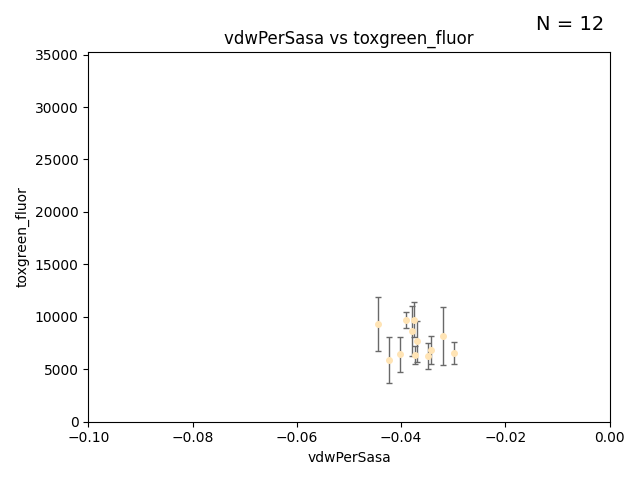 N = 12
vdwPerSasa vs toxgreen_fluor
35000
30000
25000
20000
15000
10000
5000
0
toxgreen_fluor
−0.10 −0.08 −0.06 −0.04 −0.02 0.00
vdwPerSasa